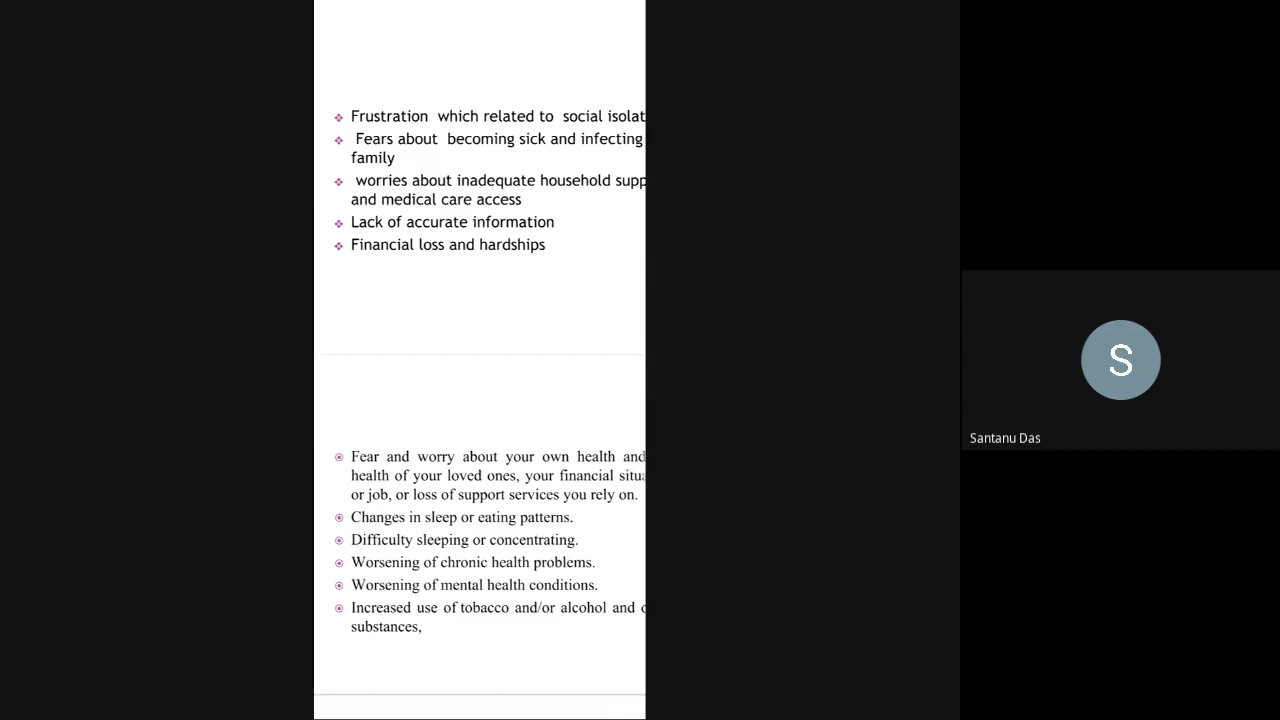 Frustration which related to social isolat
Fears about becoming sick and infecting
family
worries about inadequate household supp
and medical care access
Lack of accurate information
Financial loss and hardships
Fear and worry about your own health and
health of your loved ones, your financial situa
or job, or loss of support services you rely on.
Changes in sleep or eating patterns.
Difficulty sleeping or concentrating.
Worsening of chronic health problems.
Worsening of mental health conditions.
Increased use of tobacco and/or alcohol and
substances,
S
Santanu Das